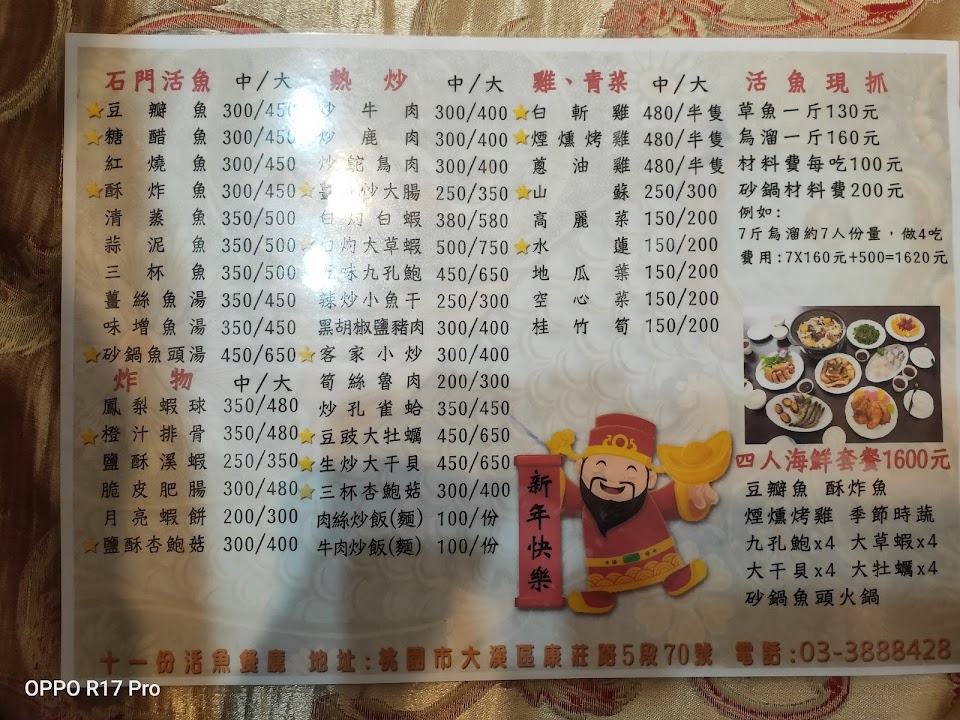 石門活魚 中/大
豆瓣魚 300/450
糖醋魚 300/450
紅燒魚 300/450
酥炸魚 300/450
清蒸魚 350/500
蒜泥魚 350/500
三杯魚 350/500
薑絲魚湯 350/450
味增魚湯 350/450
砂鍋魚頭湯 450/650
炸物 中/大
鳳梨蝦球 350/480
橙汁排骨 350/480
鹽酥溪蝦 250/350
脆皮肥腸 300/480
月亮蝦餅 200/300
鹽酥杏鮑菇 300/400
熱炒 中/大
炒牛肉 300/400
炒鹿肉 300/400
炒鴕鳥肉 300/400
薑絲炒大腸 250/350
白灼白蝦 380/580
白灼大草蝦 500/750
五味九孔鮑 450/650
辣炒小魚干 250/300
黑胡椒鹽豬肉 300/400
客家小炒 300/400
筍絲魯肉 200/300
炒孔雀蛤 350/450
豆豉大牡蠣 450/650
生炒大干貝 450/650
三杯杏鮑菇 300/400
肉絲炒飯(麵) 100/份
牛肉炒飯(麵) 100/份
雞、青菜 中/大
白斬雞 480/半隻
煙燻烤雞 480/半隻
蔥油雞 480/半隻
山蘇 250/300
高麗菜 150/200
水蓮 150/200
地瓜葉 150/200
空心菜 150/200
桂竹筍 150/200
新年快樂
活魚現抓
草魚一斤130元
烏溜一斤160元
材料費每吃100元
砂鍋材料費200元
例如:
7斤烏溜約7人份量，做4吃
費用:7X160元+500=1620元
四人海鮮套餐1600元
豆瓣魚 酥炸魚
煙燻烤雞 季節時蔬
九孔鮑x4 大草蝦x4
大干貝x4 大牡蠣x4
砂鍋魚頭火鍋
十一份活魚餐廳 地址:桃園市大溪區康莊路5段70號 電話:03-3888428
OPPO R17 Pro